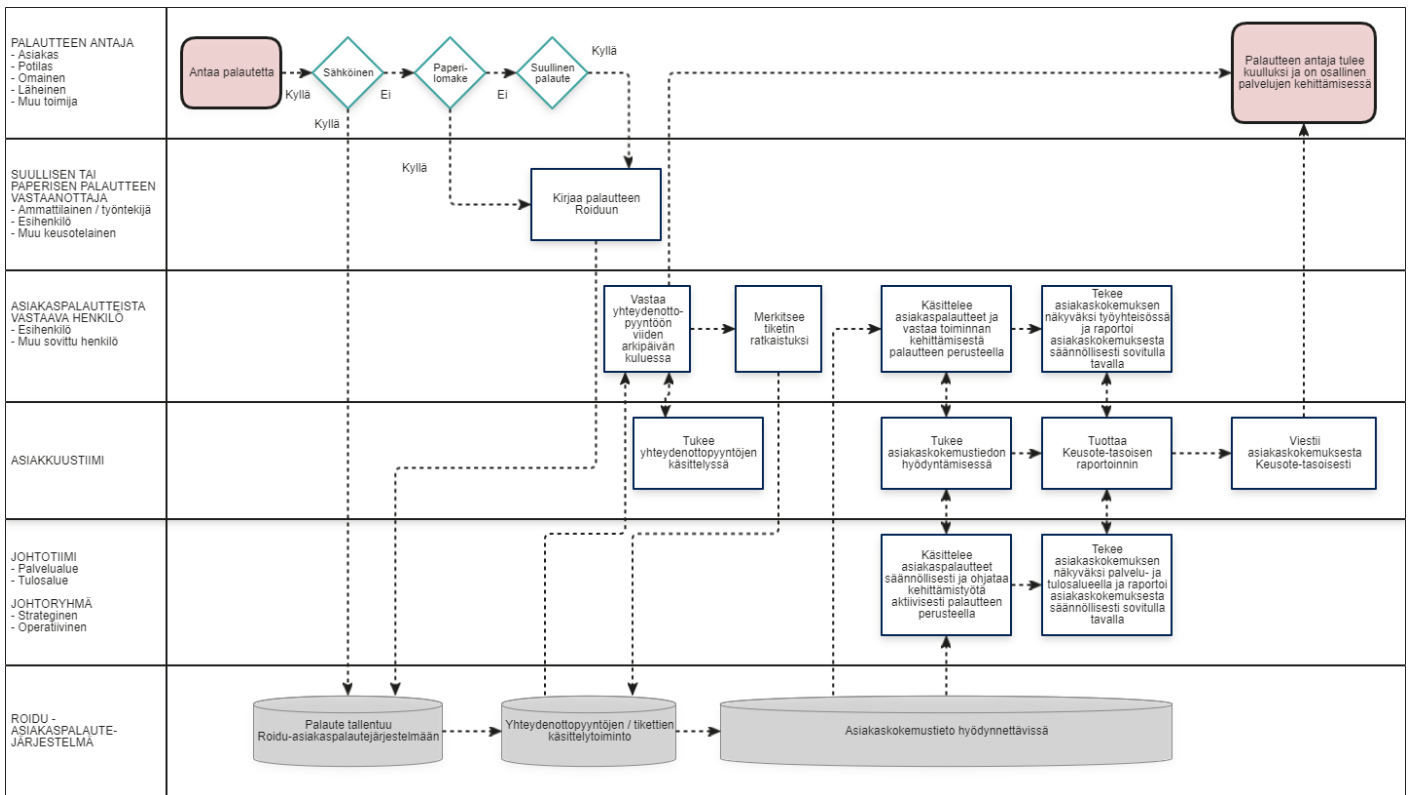 PALAUTTEEN ANTAJA
- Asiakas
- Potilas
- Omainen
- Läheinen
- Muu toimija
Antaa palautetta
Kyllä
Sähköinen
Kyllä
Ei
Paperi-
lomake
Ei
Suullinen
palaute
Kyllä
Palautteen antaja tulee
kuulluksi ja on osallinen
palvelujen kehittämisessä
SUULLISEN TAI
PAPERISEN PALAUTTEEN
VASTAANOTTAJA
- Ammattilainen / työntekijä
- Esihenkilö
- Muu keusotelainen
Kyllä
Kirjaa palautteen
Roiduun
ASIAKASPALAUTTEISTA
VASTAAVA HENKILÖ
- Esihenkilö
- Muu sovittu henkilö
Vastaa
yhteydenotto-
pyyntöön
viiden
arkipäivän
kuluessa
Merkitsee
tiketin
ratkaistuksi
Käsittelee
asiakaspalautteet ja
vastaa toiminnan
kehittämisestä
palautteen perusteella
Tekee
asiakaskokemuksen
näkyväksi työyhteisössä
ja raportoi
asiakaskokemuksesta
säännöllisesti sovitulla
tavalla
ASIAKKUUSTIIMI
Tukee
yhteydenottopyyntöjen
käsittelyssä
Tukee
asiakaskokemustiedon
hyödyntämisessä
Tuottaa
Keusote-tasoisen
raportoinnin
Viestii
asiakaskokemuksesta
Keusote-tasoisesti
JOHTOTIIMI
- Palvelualue
- Tulosalue
JOHTORYHMÄ
- Strateginen
- Operatiivinen
Käsittelee
asiakaspalautteet
säännöllisesti ja ohjataa
kehittämistyötä
aktiivisesti palautteen
perusteella
Tekee
asiakaskokemuksen
näkyväksi palvelu- ja
tulosalueella ja raportoi
asiakaskokemuksesta
säännöllisesti sovitulla
tavalla
ROIDU -
ASIAKASPALAUTE-
JÄRJESTELMÄ
Palaute tallentuu
Roidu-asiakaspalautejärjestelmään
Yhteydenottopyyntöjen / tikettien
käsittelytoiminto
Asiakaskokemustieto hyödynnettävissä